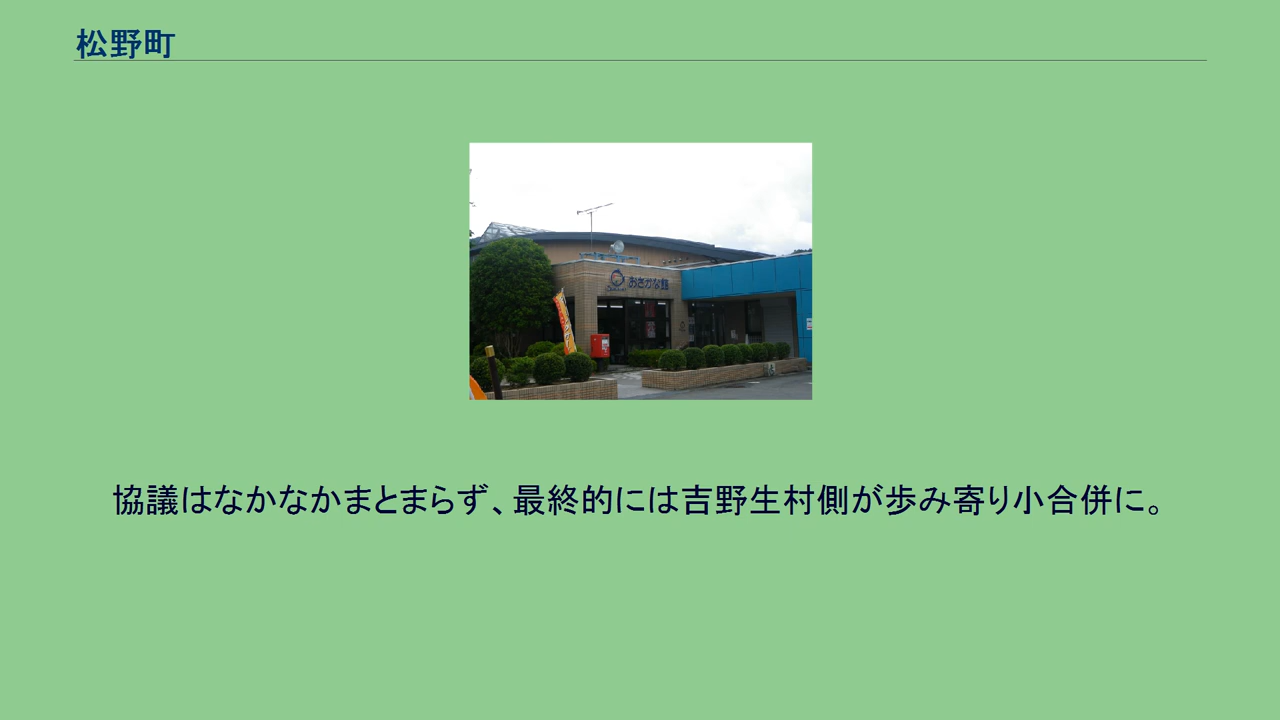 松野町
おさかな館
協議はなかなかまとまらず、最終的には吉野生村側が歩み寄り小合併に。